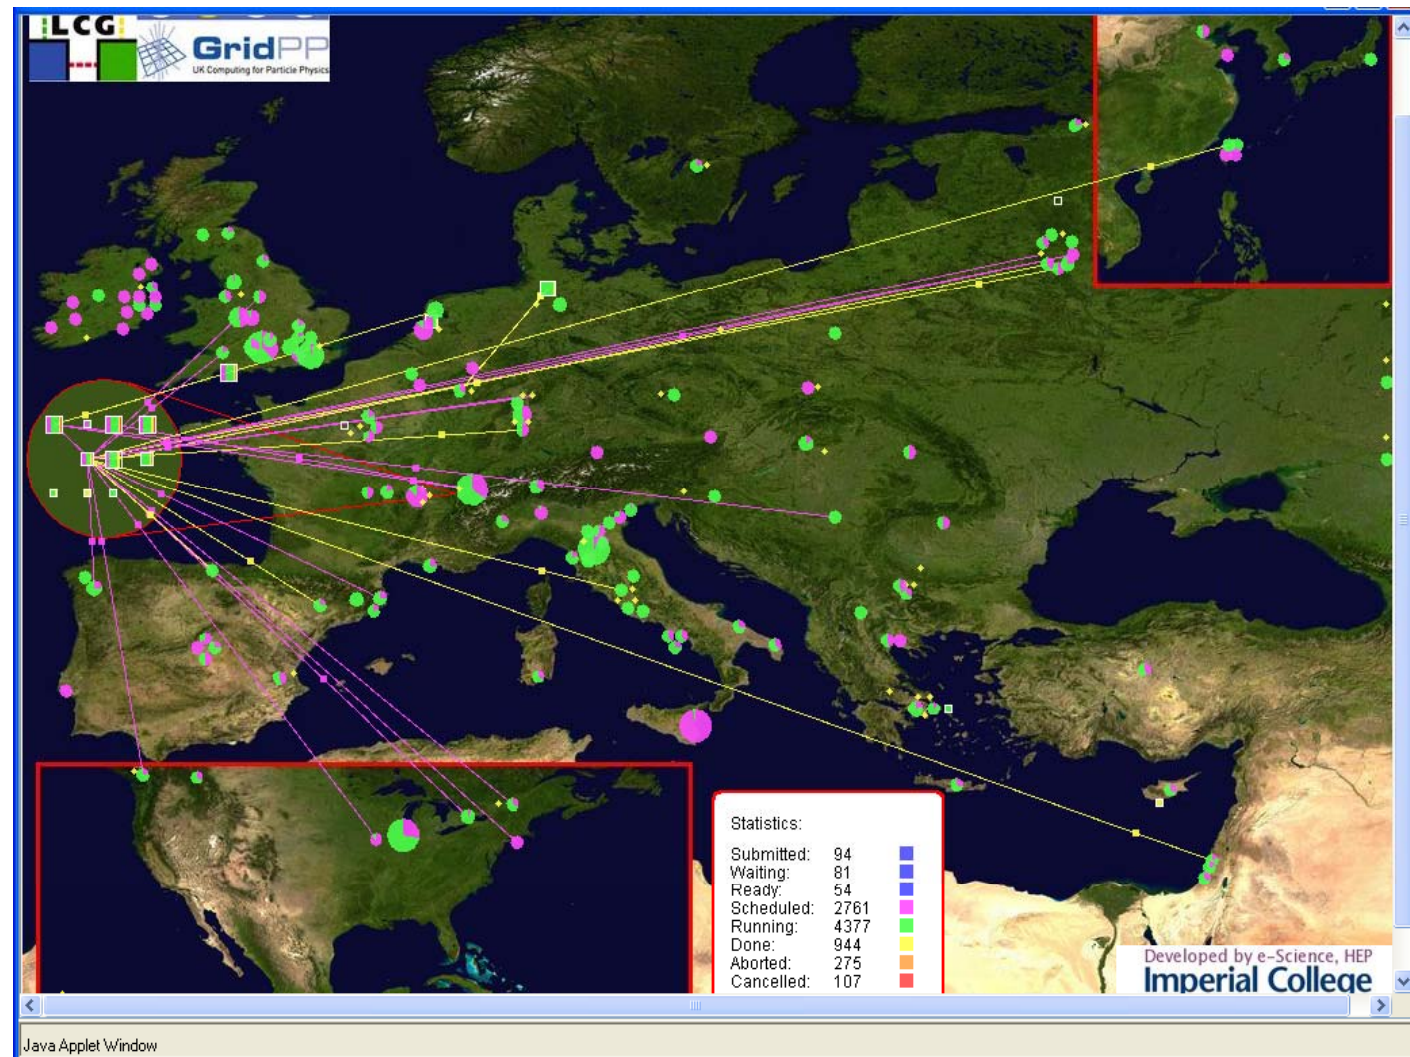 LCG
GridPP
UK Computing for Particle Physics
Statistics:
Submitted: 94
Waiting: 81
Ready: 54
Scheduled: 2761
Running: 4377
Done: 944
Aborted: 275
Cancelled: 107
Developed by e-Science, HEP
Imperial College
Java Applet Window